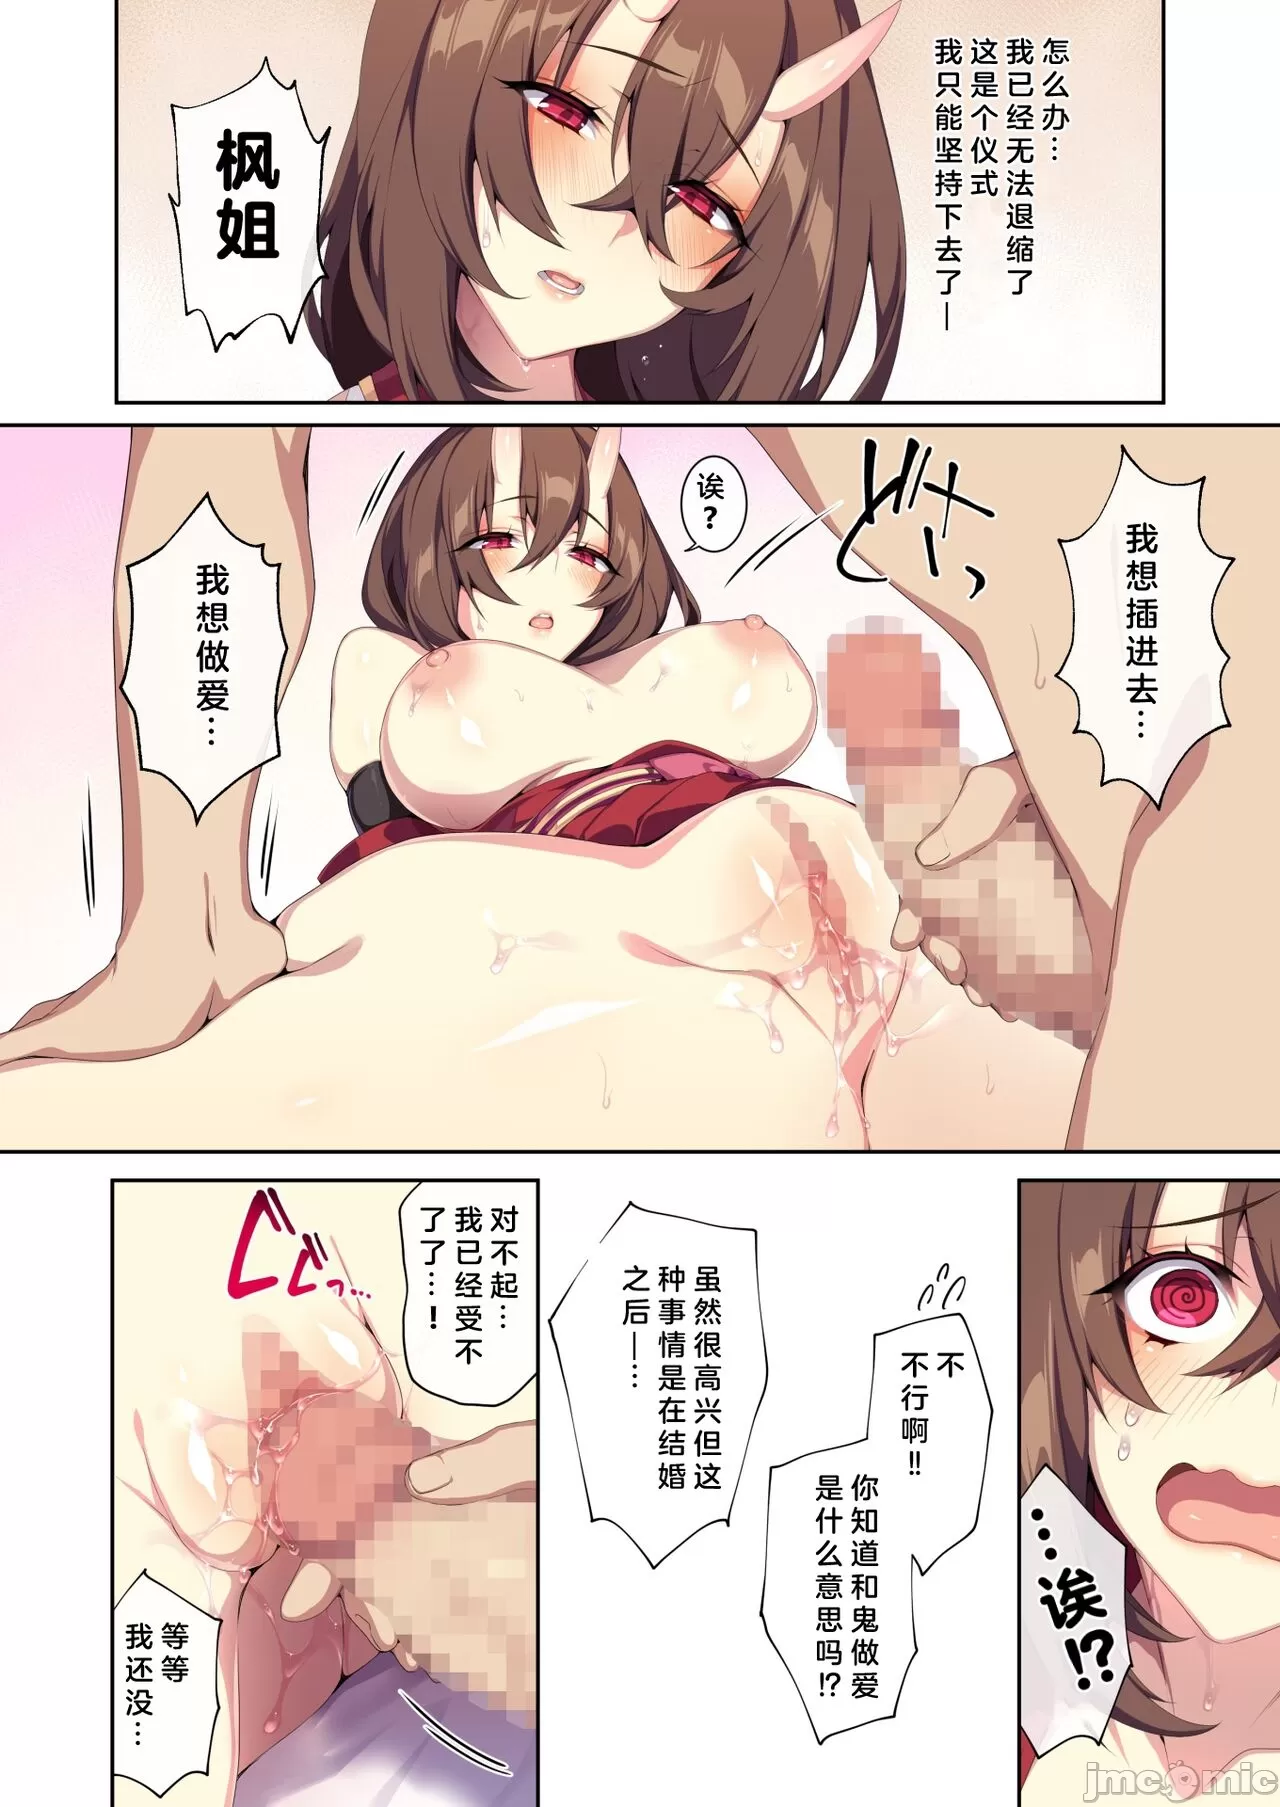 怎么办…
我已经无法退缩了
这是个仪式
我只能坚持下去了—
枫
姐
我想插进去…
诶？
ドキッ
我想做爱…
…诶!?
不
不行啊!!
你知道和鬼做爱
是什么意思吗!?
虽然很高兴但这
种事情是在结婚
之后—…
对不起…
我已经受不
了了…！
ぐぐっ…
等等
我还没…
jmcomic